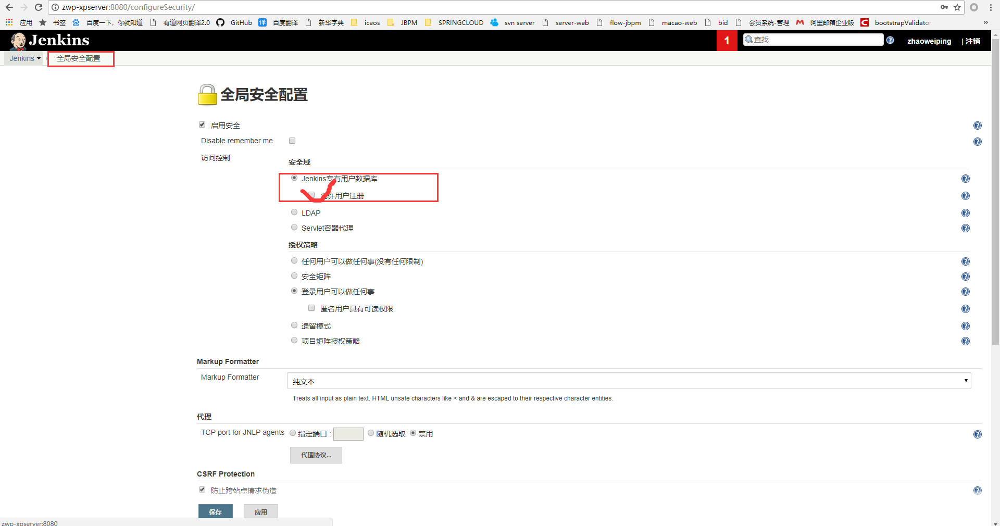 zwp-xpserver:8080/configureSecurity/
应用 书签 百度一下，你就知道 有道网页翻译2.0 GitHub 百度翻译 新华字典 iceos JBPM SPRINGCLOUD svn server server-web flow-jbpm macao-web bid 会员系统-管理 阿里邮箱企业版 bootstrapValidator »
Jenkins 1 查找 zhaoweiping | 注销
Jenkins 全局安全配置
全局安全配置
启用安全
Disable remember me
访问控制
安全域
Jenkins专有用户数据库
允许用户注册
LDAP
Servlet容器代理
授权策略
任何用户可以做任何事(没有任何限制)
安全矩阵
登录用户可以做任何事
匿名用户具有可读权限
遗留模式
项目矩阵授权策略
Markup Formatter
Markup Formatter 纯文本
Treats all input as plain text. HTML unsafe characters like < and & are escaped to their respective character entities.
代理
TCP port for JNLP agents 指定端口 : 随机选取 禁用
代理协议...
CSRF Protection
防止跨站点请求伪造
保存 应用
zwp-xpserver:8080